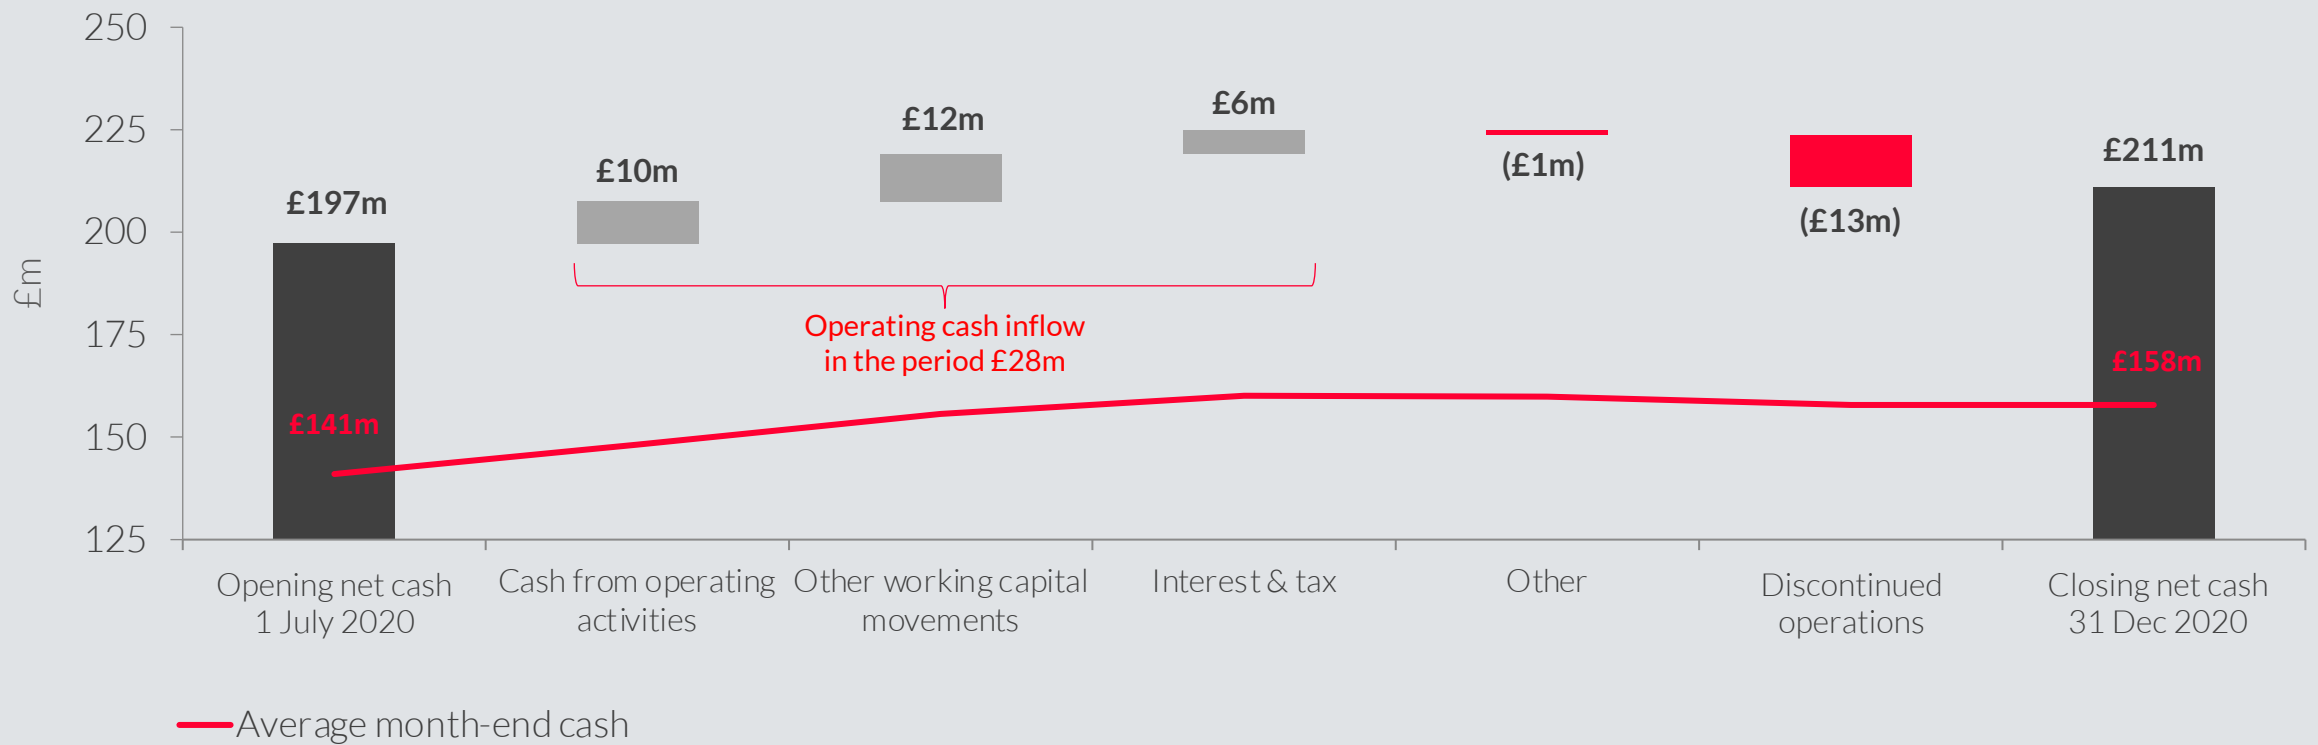 250
225
200
175
150
125
£m
£197m
£10m
£12m
£6m
(£1m)
(£13m)
£211m
Operating cash inflow
in the period £28m
£141m
£158m
Opening net cash
1 July 2020
Cash from operating
activities
Other working capital
movements
Interest & tax
Other
Discontinued
operations
Closing net cash
31 Dec 2020
Average month-end cash